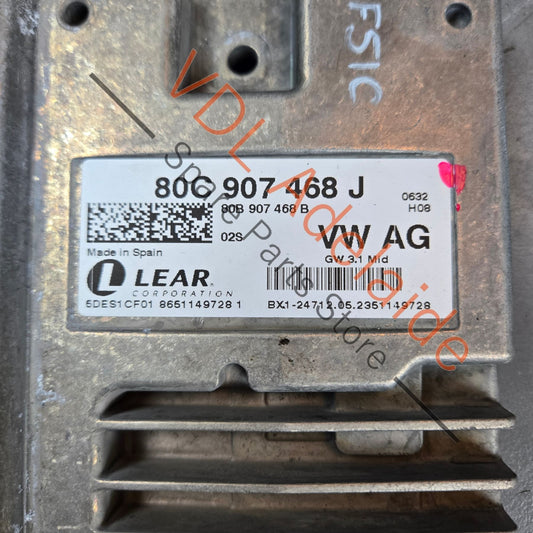 FS1C
80C 907 468 J
0632
80B 907 468 B
H08
02S
VW AG
Made in Spain
GW 3.1 Mid
L LEAR®
CORPORATION
5DES1CF01 8651149728 1
BX1-24712.05.2351149728
VDL Adelaide
Spare Parts Store